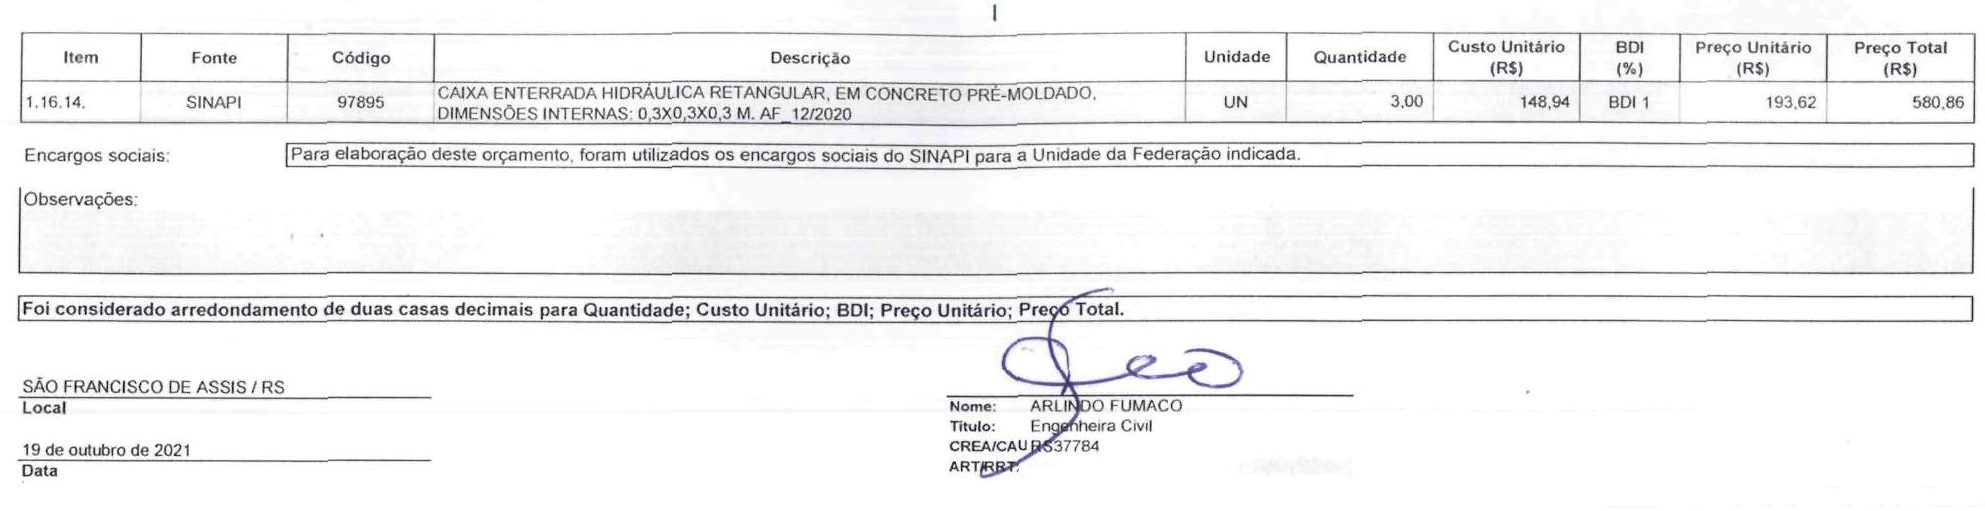 Item Fonte Código Descrição Unidade Quantidade Custo Unitário (R$) BDI (%) Preço Unitário (R$) Preço Total (R$)
1.16.14. SINAPI 97895 CAIXA ENTERRADA HIDRÁULICA RETANGULAR, EM CONCRETO PRÉ-MOLDADO, DIMENSÕES INTERNAS: 0,3X0,3X0,3 M. AF_12/2020 UN 3,00 148,94 BDI 1 193,62 580,86
Encargos sociais: Para elaboração deste orçamento, foram utilizados os encargos sociais do SINAPI para a Unidade da Federação indicada.
Observações:
Foi considerado arredondamento de duas casas decimais para Quantidade; Custo Unitário; BDI; Preço Unitário; Preço Total.
SÃO FRANCISCO DE ASSIS / RS
Local
19 de outubro de 2021
Data
Nome: ARLINDO FUMACO
Título: Engenheira Civil
CREA/CAU RS37784
ART/RRT: